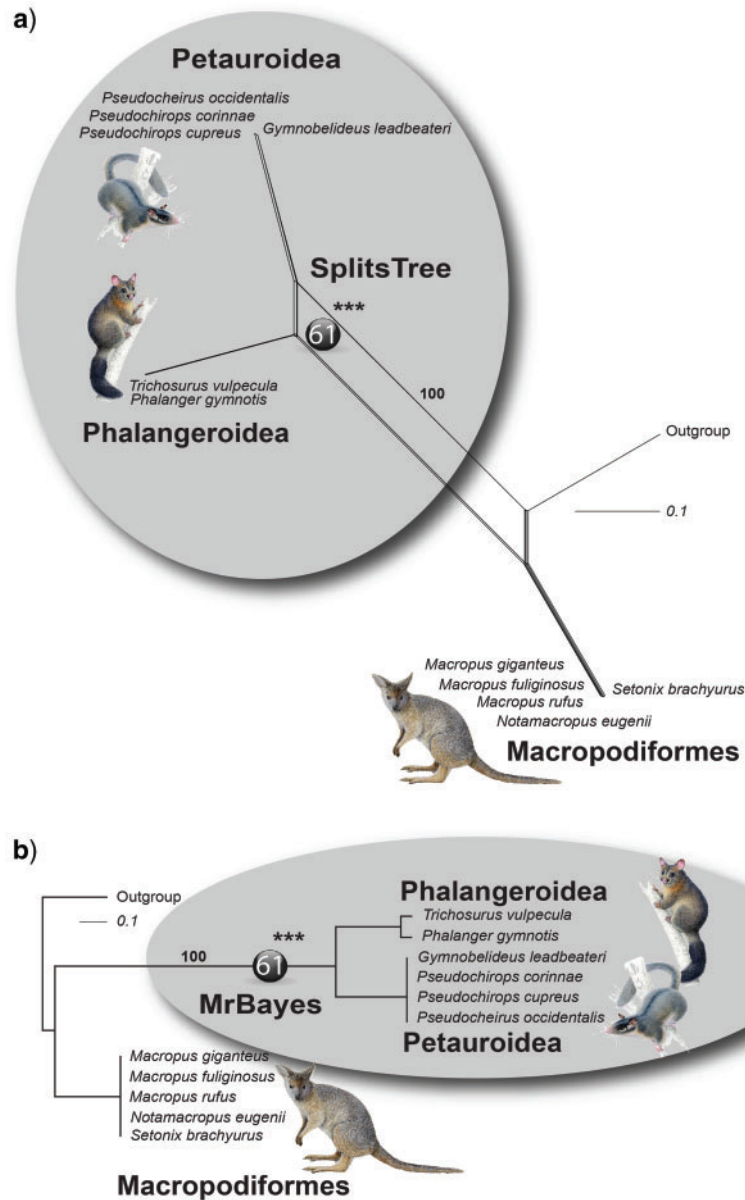 a)
Petauroidea
Pseudocheirus occidentalis
Pseudochirops corinnae
Pseudochirops cupreus
Gymnobelideus leadbeateri
SplitsTree
***
61
Trichosurus vulpecula
Phalanger gymnotis
Phalangeroidea
100
Outgroup
0.1
Macropus giganteus
Macropus fuliginosus
Macropus rufus
Notamacropus eugenii
Setonix brachyurus
Macropodiformes
b)
Outgroup
0.1
Phalangeroidea
Trichosurus vulpecula
Phalanger gymnotis
***
100
61
MrBayes
Gymnobelideus leadbeateri
Pseudochirops corinnae
Pseudochirops cupreus
Pseudocheirus occidentalis
Petauroidea
Macropus giganteus
Macropus fuliginosus
Macropus rufus
Notamacropus eugenii
Setonix brachyurus
Macropodiformes